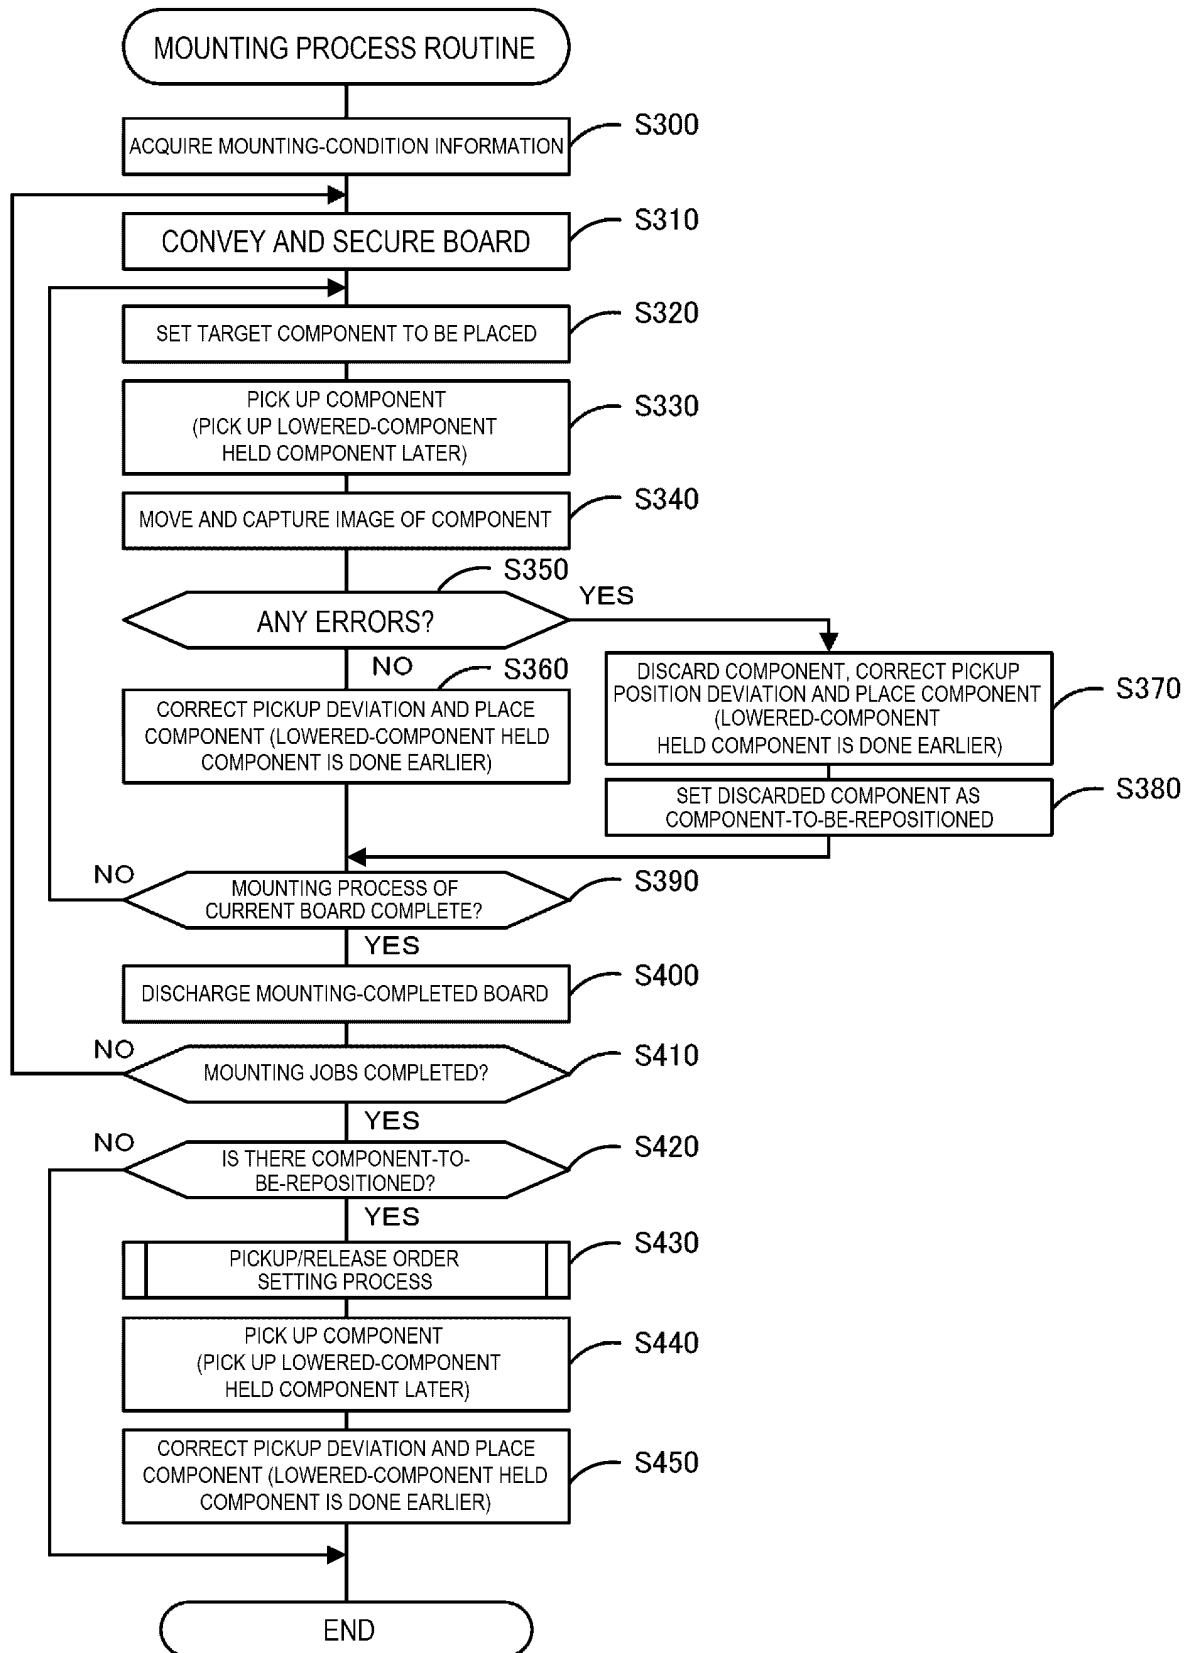 MOUNTING PROCESS ROUTINE
ACQUIRE MOUNTING-CONDITION INFORMATION
S300
CONVEY AND SECURE BOARD
S310
SET TARGET COMPONENT TO BE PLACED
S320
PICK UP COMPONENT
(PICK UP LOWERED-COMPONENT
HELD COMPONENT LATER)
S330
MOVE AND CAPTURE IMAGE OF COMPONENT
S340
ANY ERRORS?
S350
YES
NO
CORRECT PICKUP DEVIATION AND PLACE
COMPONENT (LOWERED-COMPONENT HELD
COMPONENT IS DONE EARLIER)
S360
DISCARD COMPONENT, CORRECT PICKUP
POSITION DEVIATION AND PLACE COMPONENT
(LOWERED-COMPONENT
HELD COMPONENT IS DONE EARLIER)
S370
SET DISCARDED COMPONENT AS
COMPONENT-TO-BE-REPOSITIONED
S380
NO
MOUNTING PROCESS OF
CURRENT BOARD COMPLETE?
S390
YES
DISCHARGE MOUNTING-COMPLETED BOARD
S400
NO
MOUNTING JOBS COMPLETED?
S410
YES
NO
IS THERE COMPONENT-TO-
BE-REPOSITIONED?
S420
YES
PICKUP/RELEASE ORDER
SETTING PROCESS
S430
PICK UP COMPONENT
(PICK UP LOWERED-COMPONENT
HELD COMPONENT LATER)
S440
CORRECT PICKUP DEVIATION AND PLACE
COMPONENT (LOWERED-COMPONENT HELD
COMPONENT IS DONE EARLIER)
S450
END